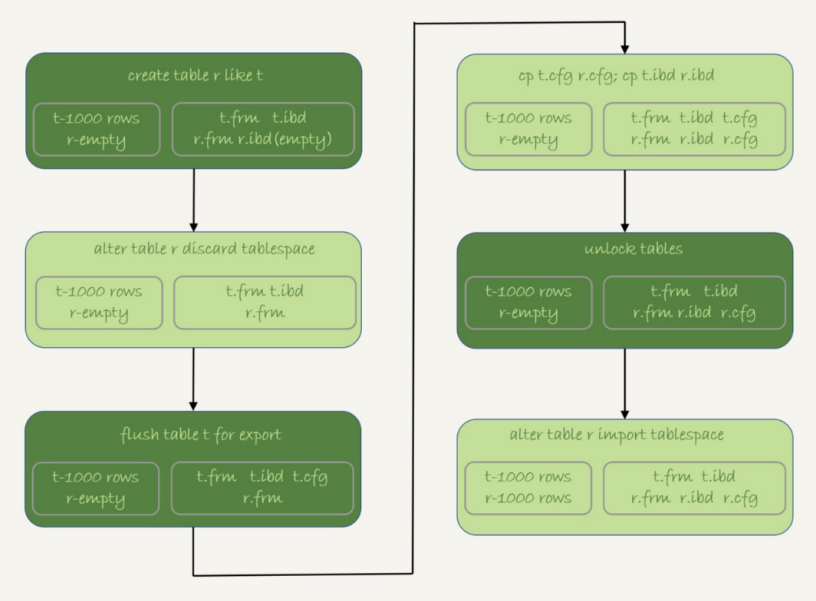 create table r like t
t-1000 rows
r-empty
t.frm t.ibd
r.frm r.ibd(empty)
alter table r discard tablespace
t-1000 rows
r-empty
t.frm t.ibd
r.frm
flush table t for export
t-1000 rows
r-empty
t.frm t.ibd t.cfg
r.frm
cp t.cfg r.cfg; cp t.ibd r.ibd
t-1000 rows
r-empty
t.frm t.ibd t.cfg
r.frm r.ibd r.cfg
unlock tables
t-1000 rows
r-empty
t.frm t.ibd
r.frm r.ibd r.cfg
alter table r import tablespace
t-1000 rows
r-1000 rows
t.frm t.ibd
r.frm r.ibd r.cfg